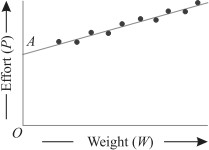 A
Effort (P)
O
Weight (W)